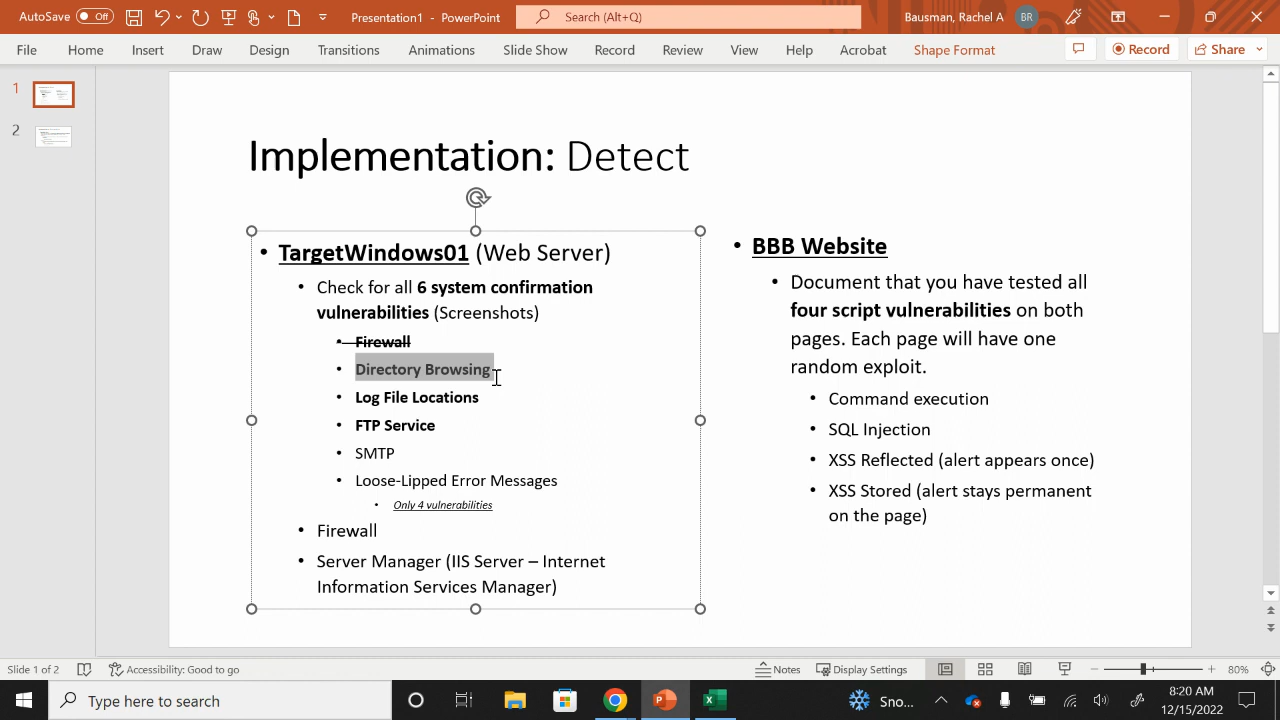 AutoSave Off Presentation1 - PowerPoint Search (Alt+Q) Bausman, Rachel A BR
File Home Insert Draw Design Transitions Animations Slide Show Record Review View Help Acrobat Shape Format Record Share
1
2
Implementation: Detect
• TargetWindows01 (Web Server)
• Check for all 6 system confirmation
vulnerabilities (Screenshots)
• Firewall
• Directory Browsing
• Log File Locations
• FTP Service
• SMTP
• Loose-Lipped Error Messages
• Only 4 vulnerabilities
• Firewall
• Server Manager (IIS Server – Internet
Information Services Manager)
• BBB Website
• Document that you have tested all
four script vulnerabilities on both
pages. Each page will have one
random exploit.
• Command execution
• SQL Injection
• XSS Reflected (alert appears once)
• XSS Stored (alert stays permanent
on the page)
Slide 1 of 2 Accessibility: Good to go Notes Display Settings 80%
Type here to search Sno... 8:20 AM
12/15/2022